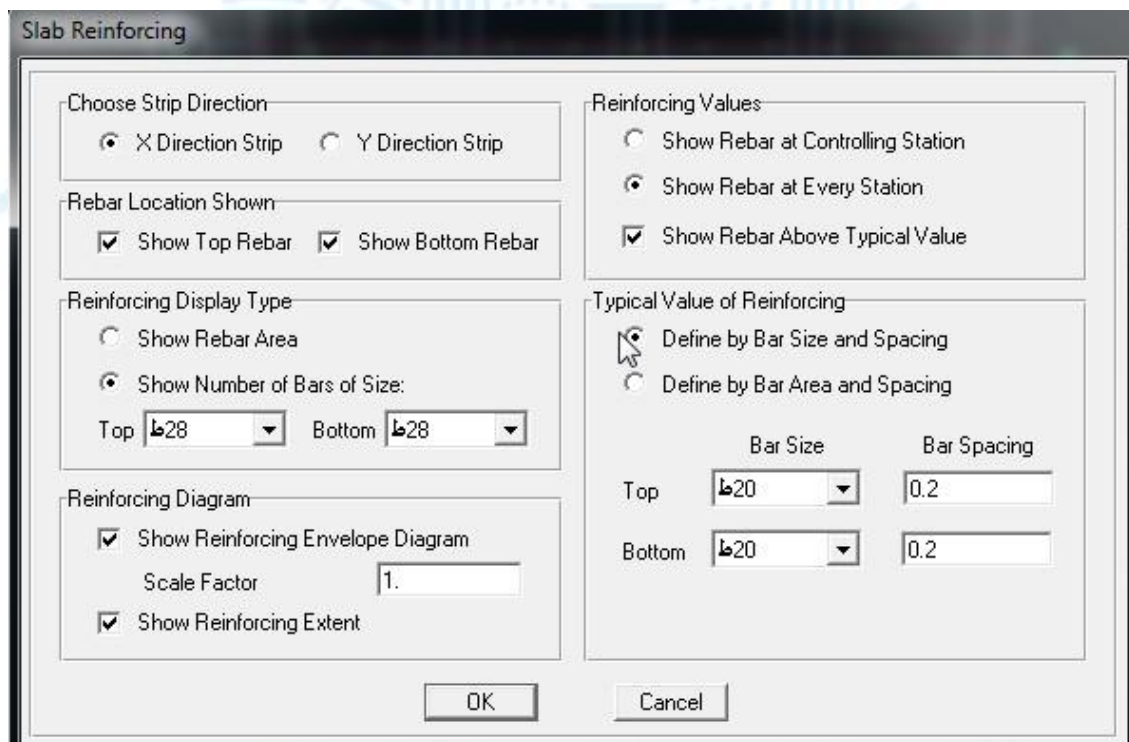 Slab Reinforcing
Choose Strip Direction
X Direction Strip Y Direction Strip
Rebar Location Shown
Show Top Rebar Show Bottom Rebar
Reinforcing Display Type
Show Rebar Area
Show Number of Bars of Size:
Top ط28 Bottom ط28
Reinforcing Diagram
Show Reinforcing Envelope Diagram
Scale Factor 1.
Show Reinforcing Extent
Reinforcing Values
Show Rebar at Controlling Station
Show Rebar at Every Station
Show Rebar Above Typical Value
Typical Value of Reinforcing
Define by Bar Size and Spacing
Define by Bar Area and Spacing
Bar Size Bar Spacing
Top ط20 0.2
Bottom ط20 0.2
OK Cancel